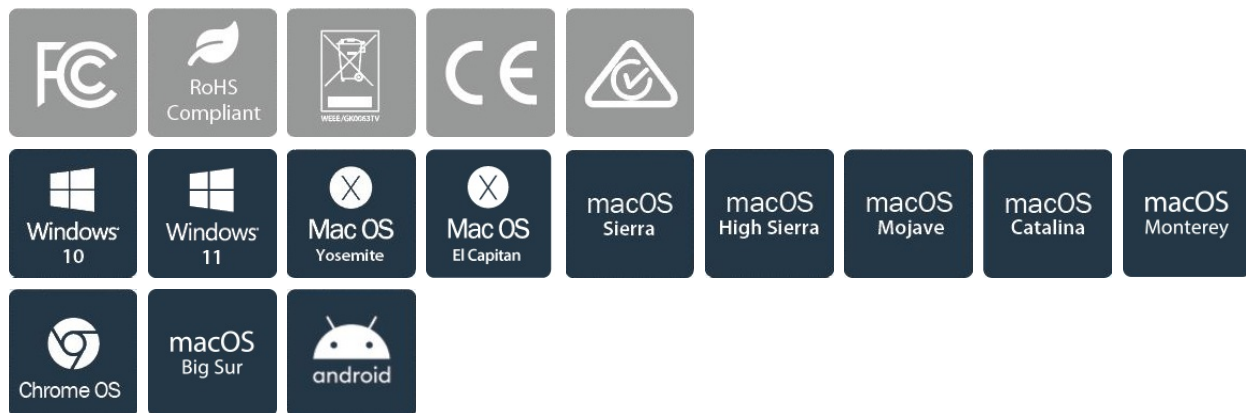 FC
RoHS
Compliant
WEEE/GK0063TV
CE
Windows
10
Windows
11
X
Mac OS
Yosemite
X
Mac OS
El Capitan
macOS
Sierra
macOS
High Sierra
macOS
Mojave
macOS
Catalina
macOS
Monterey
Chrome OS
macOS
Big Sur
android